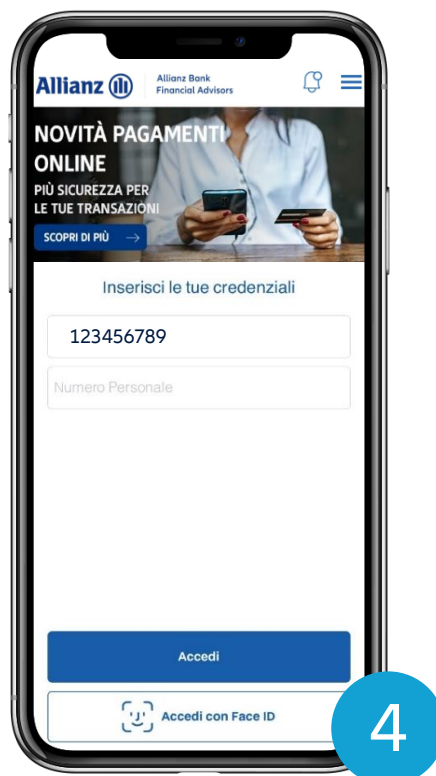 Allianz
Allianz Bank
Financial Advisors
NOVITÀ PAGAMENTI
ONLINE
PIÙ SICUREZZA PER
LE TUE TRANSAZIONI
SCOPRI DI PIÙ →
Inserisci le tue credenziali
123456789
Numero Personale
Accedi
Accedi con Face ID
4